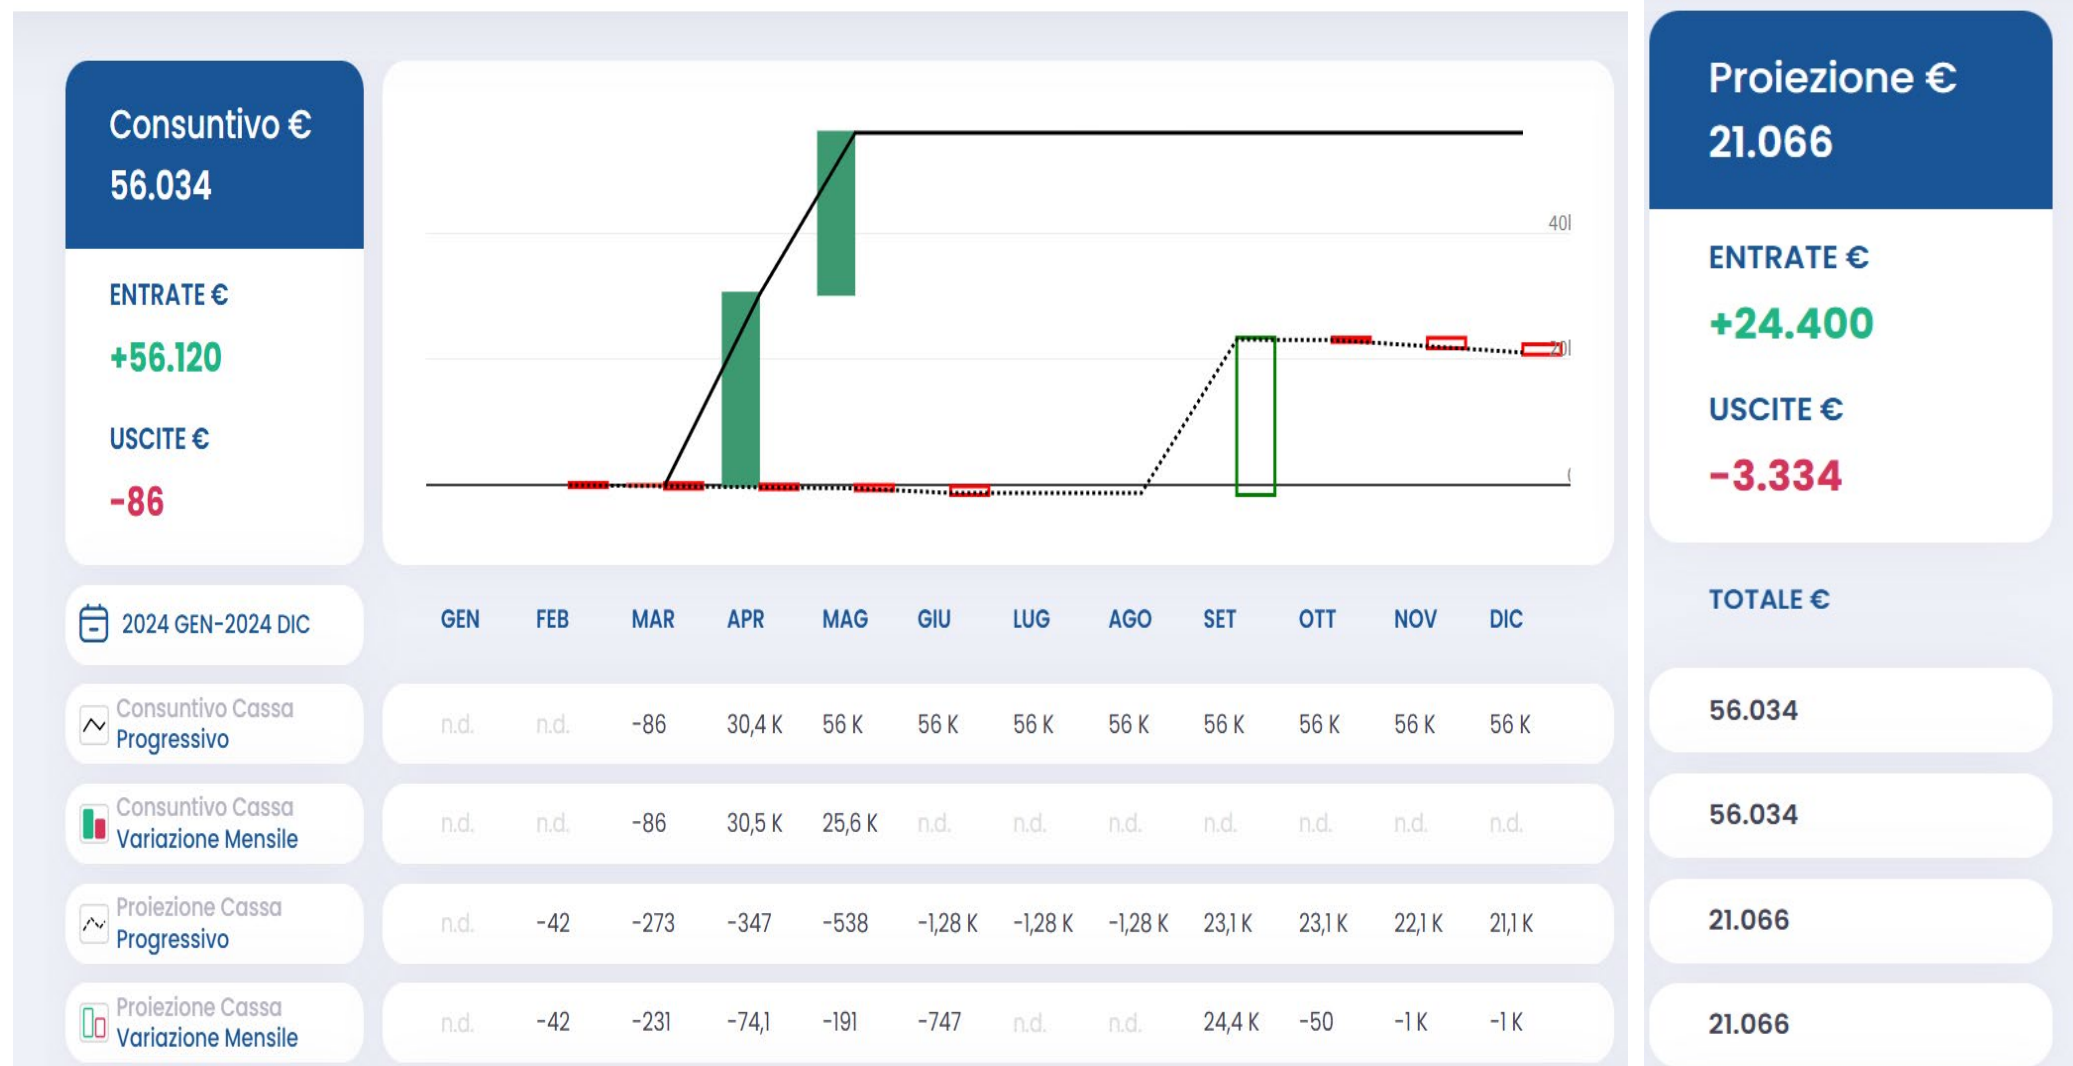 Consuntivo €
56.034
ENTRATE €
+56.120
USCITE €
-86
40
20
Proiezione €
21.066
ENTRATE €
+24.400
USCITE €
-3.334
2024 GEN-2024 DIC
GEN FEB MAR APR MAG GIU LUG AGO SET OTT NOV DIC
TOTALE €
Consuntivo Cassa
Progressivo
n.d. n.d. -86 30,4 K 56 K 56 K 56 K 56 K 56 K 56 K 56 K 56 K
56.034
Consuntivo Cassa
Variazione Mensile
n.d. n.d. -86 30,5 K 25,6 K n.d. n.d. n.d. n.d. n.d. n.d. n.d.
56.034
Proiezione Cassa
Progressivo
n.d. -42 -273 -347 -538 -1,28 K -1,28 K -1,28 K 23,1 K 23,1 K 22,1 K 21,1 K
21.066
Proiezione Cassa
Variazione Mensile
n.d. -42 -231 -74,1 -191 -747 n.d. n.d. 24,4 K -50 -1 K -1 K
21.066